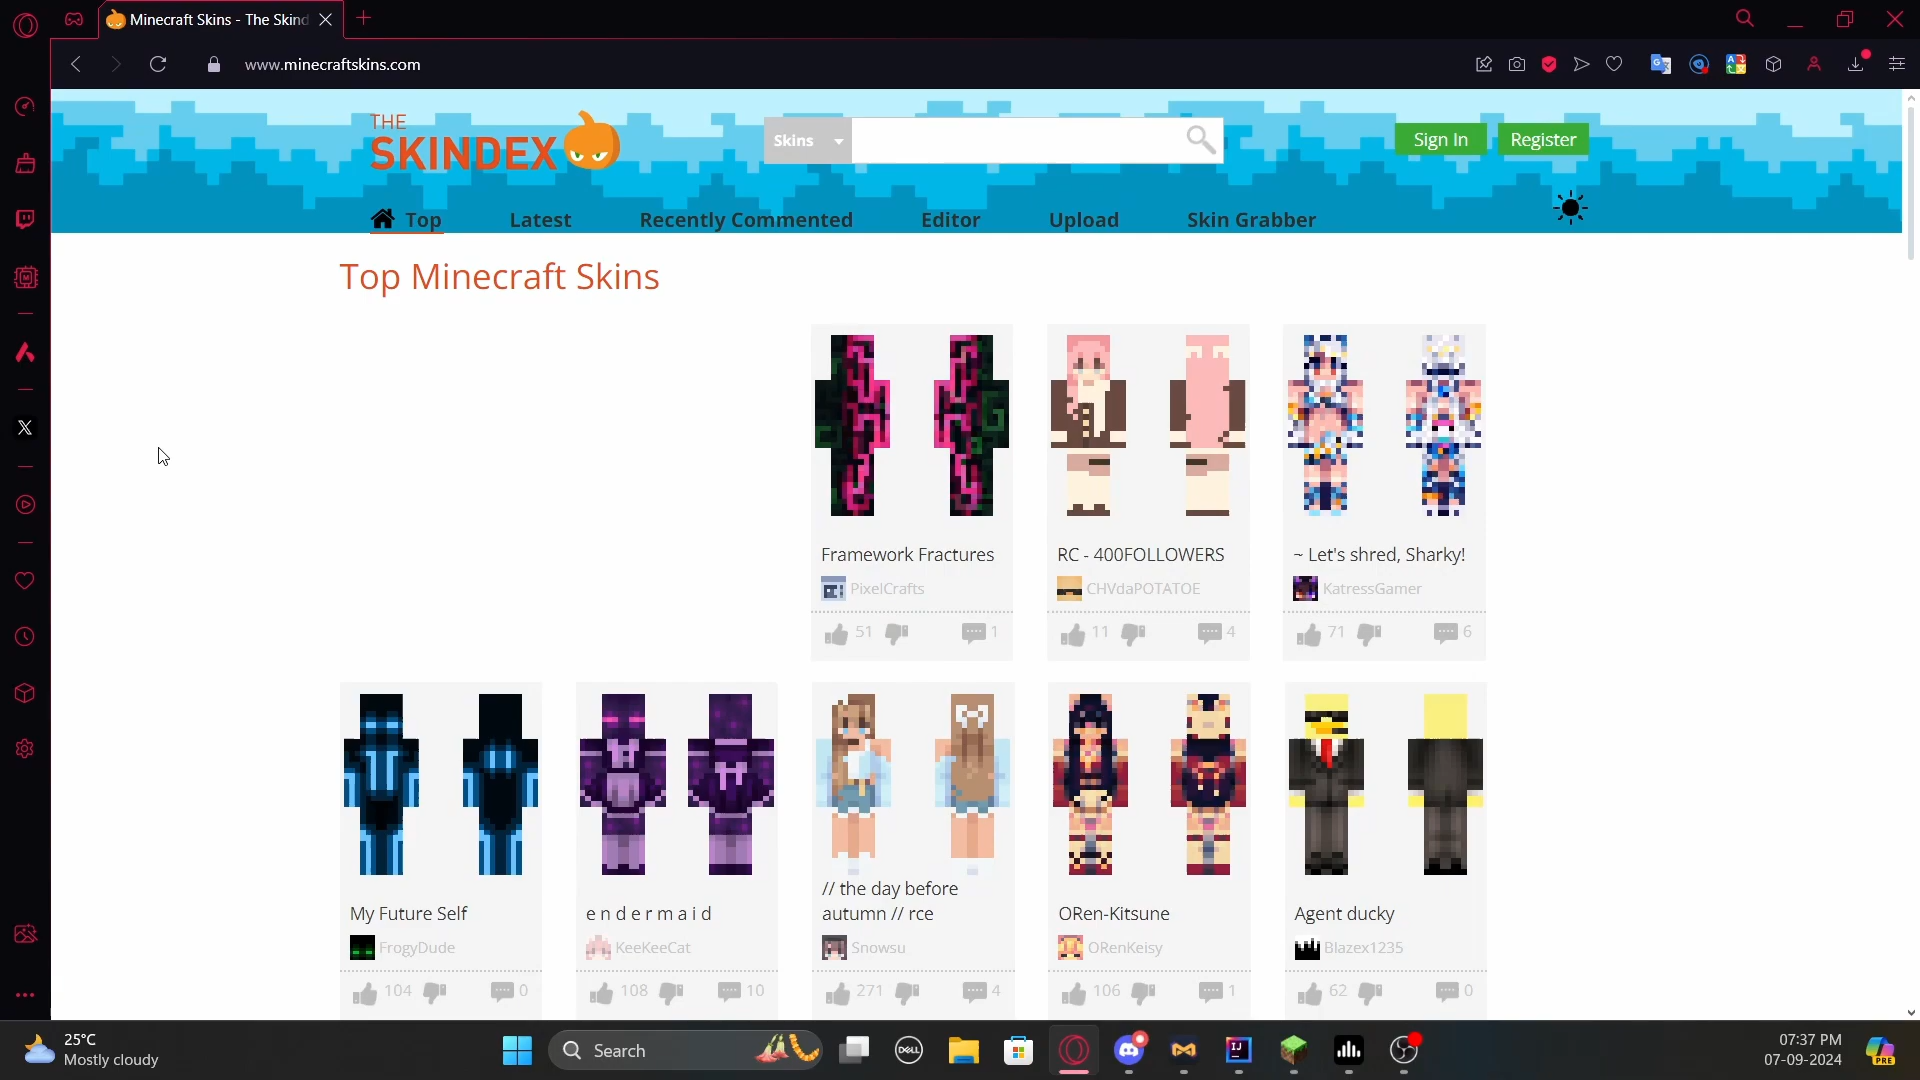 Minecraft Skins - The Skind
www.minecraftskins.com
THE
SKINDEX
Skins
Sign In
Register
Top
Latest
Recently Commented
Editor
Upload
Skin Grabber
Top Minecraft Skins
Framework Fractures
PixelCrafts
51
1
RC - 400FOLLOWERS
CHVdaPOTATOE
11
4
~ Let's shred, Sharky!
KatressGamer
71
6
My Future Self
FrogyDude
104
0
e n d e r m a i d
KeeKeeCat
108
10
// the day before
autumn // rce
Snowsu
271
4
ORen-Kitsune
ORenKeisy
106
1
Agent ducky
Blazex1235
62
0
25°C
Mostly cloudy
Search
DELL
IJ
07:37 PM
07-09-2024
PRE